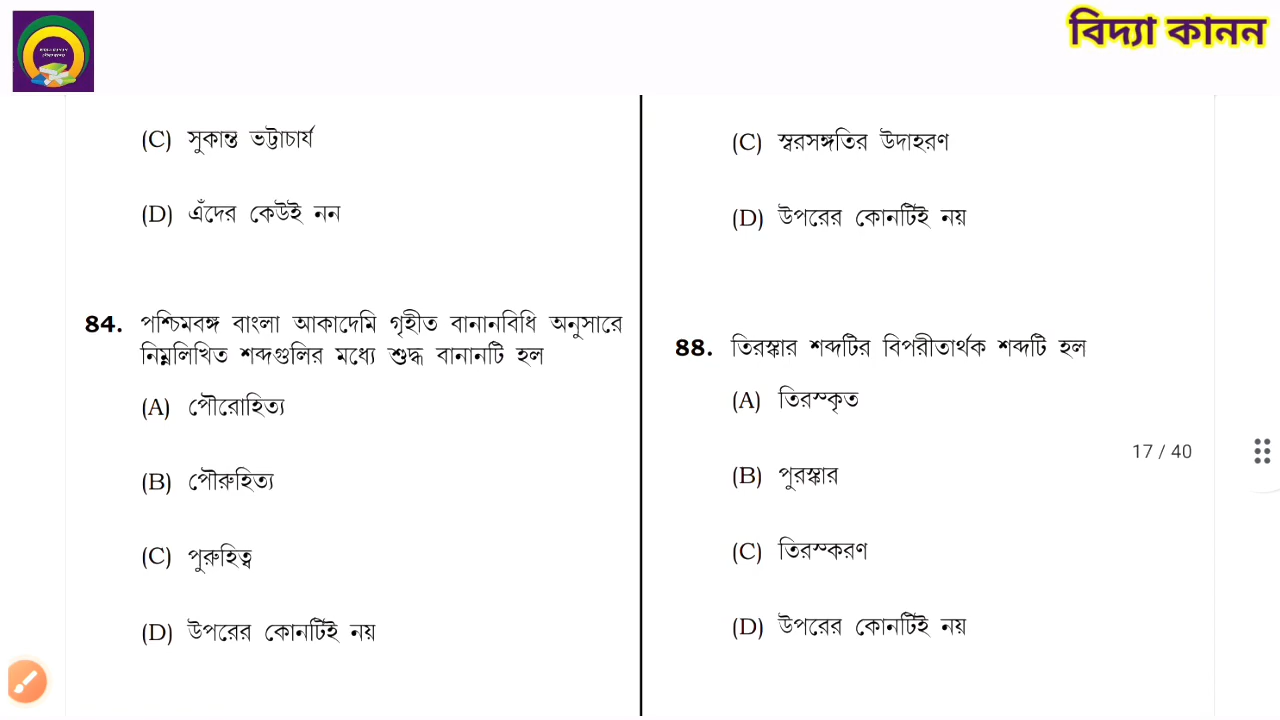 বিদ্যা কানন
(C) সুকান্ত ভট্টাচার্য
(D) এঁদের কেউই নন
84. পশ্চিমবঙ্গ বাংলা আকাদেমি গৃহীত বানানবিধি অনুসারে
নিম্নলিখিত শব্দগুলির মধ্যে শুদ্ধ বানানটি হল
(A) পৌরোহিত্য
(B) পৌরুহিত্য
(C) পুরুহিত্ব
(D) উপরের কোনটিই নয়
(C) স্বরসঙ্গতির উদাহরণ
(D) উপরের কোনটিই নয়
88. তিরস্কার শব্দটির বিপরীতার্থক শব্দটি হল
(A) তিরস্কৃত
(B) পুরস্কার
(C) তিরস্করণ
(D) উপরের কোনটিই নয়
17 / 40